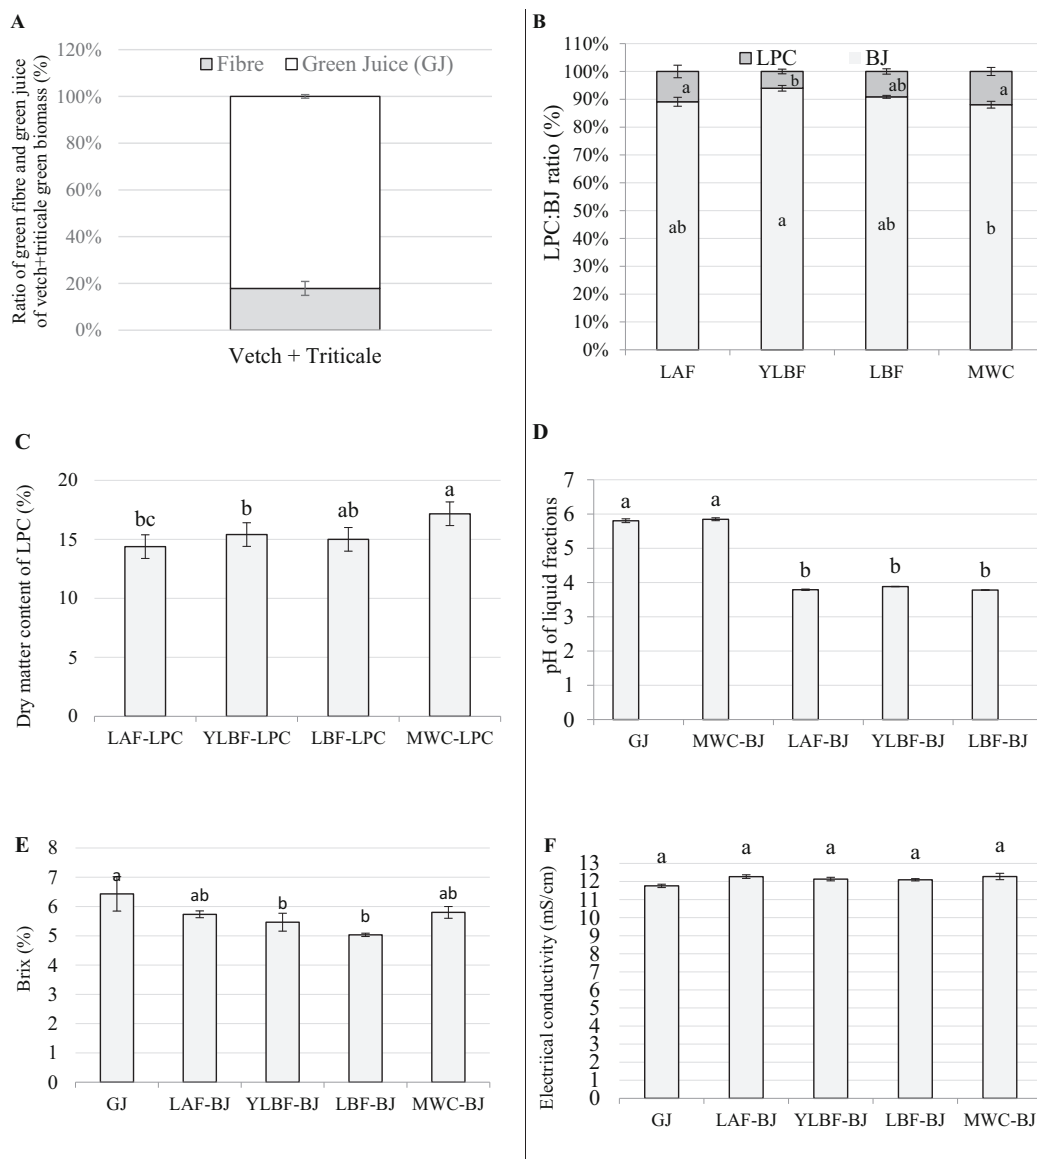 A
Ratio of green fibre and green juice
of vetch+triticale green biomass (%)
120%
100%
80%
60%
40%
20%
0%
Fibre Green Juice (GJ)
Vetch + Triticale
B
LPC:BJ ratio (%)
110%
100%
90%
80%
70%
60%
50%
40%
30%
20%
10%
0%
LPC BJ
a b ab a
ab a ab b
LAF YLBF LBF MWC
C
Dry matter content of LPC (%)
20
15
10
5
0
bc b ab a
LAF-LPC YLBF-LPC LBF-LPC MWC-LPC
D
pH of liquid fractions
7
6
5
4
3
2
1
0
a a b b b
GJ MWC-BJ LAF-BJ YLBF-BJ LBF-BJ
E
Brix (%)
8
7
6
5
4
3
2
1
0
a ab b b ab
GJ LAF-BJ YLBF-BJ LBF-BJ MWC-BJ
F
Electriical conductivity (mS/cm)
13
12
11
10
9
8
7
6
5
4
3
2
1
0
a a a a a
GJ LAF-BJ YLBF-BJ LBF-BJ MWC-BJ